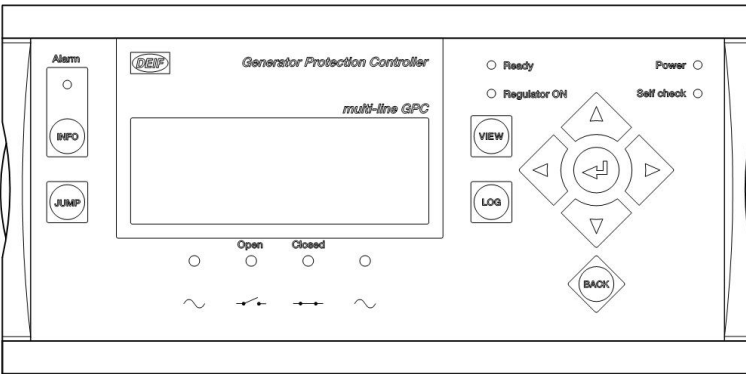 Alarm
DEIF
Generator Protection Controller
Ready
Power
Regulator ON
Self check
multi-line GPC
INFO
VIEW
JUMP
LOG
Open
Closed
BACK